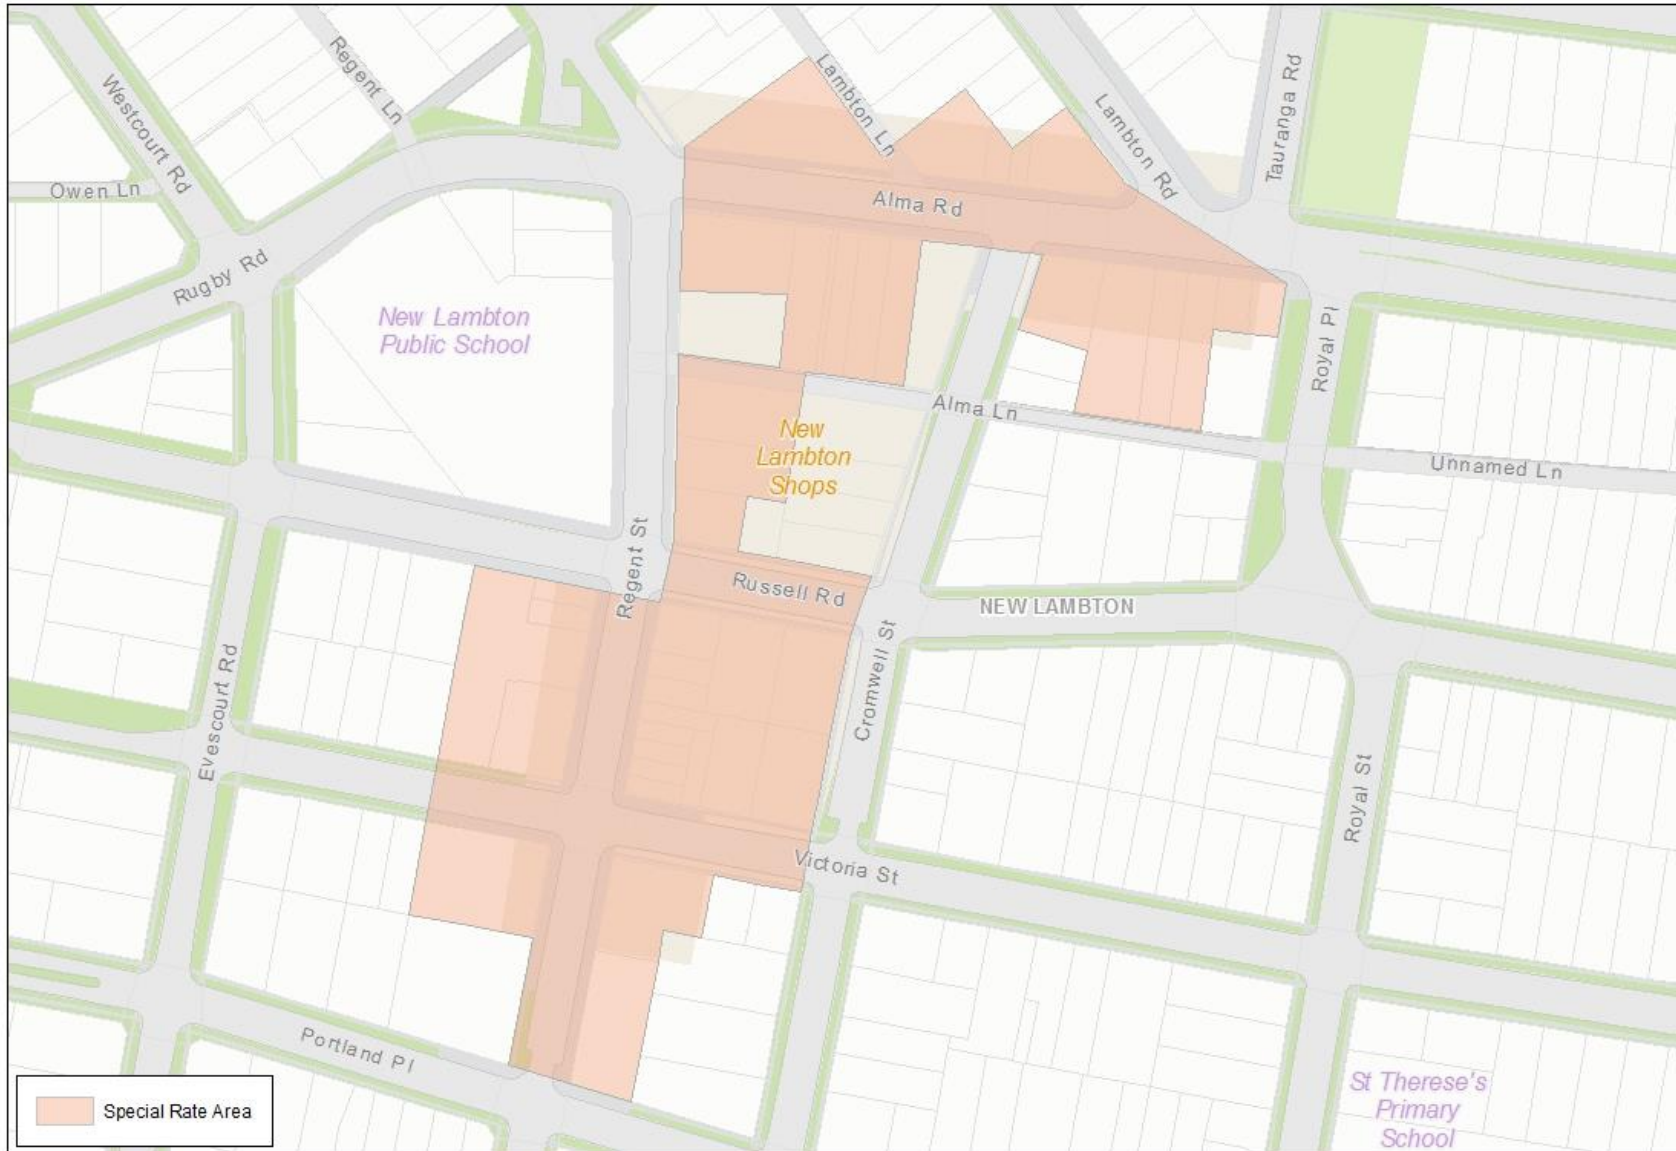 Westcourt Rd
Regent Ln
Lambton Ln
Lambton Rd
Tauranga Rd
Owen Ln
Alma Rd
Rugby Rd
New Lambton
Public School
Royal Pl
Alma Ln
New
Lambton
Shops
Unnamed Ln
Regent St
Russell Rd
NEW LAMBTON
Cromwell St
Evescourt Rd
Royal St
Victoria St
Portland Pl
St Therese's
Primary
School
Special Rate Area